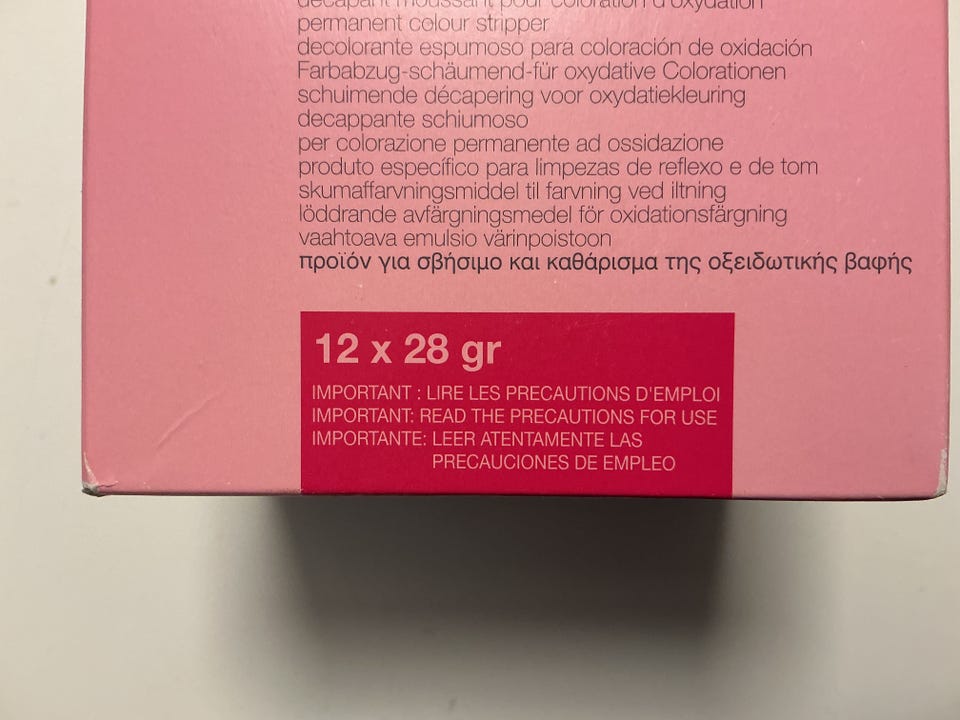 décapant moussant pour coloration d'oxydation
permanent colour stripper
decolorante espumoso para coloración de oxidación
Farbabzug-schäumend-für oxydative Colorationen
schuimende décapering voor oxydatiekleuring
decappante schiumoso
per colorazione permanente ad ossidazione
produto específico para limpezas de reflexo e de tom
skumaffarvningsmiddel til farvning ved iltning
löddrande avfärgningsmedel för oxidationsfärgning
vaahtoava emulsio värinpoistoon
προϊόν για σβήσιμο και καθάρισμα της οξειδωτικής βαφής
12 x 28 gr
IMPORTANT : LIRE LES PRECAUTIONS D'EMPLOI
IMPORTANT: READ THE PRECAUTIONS FOR USE
IMPORTANTE: LEER ATENTAMENTE LAS
PRECAUCIONES DE EMPLEO